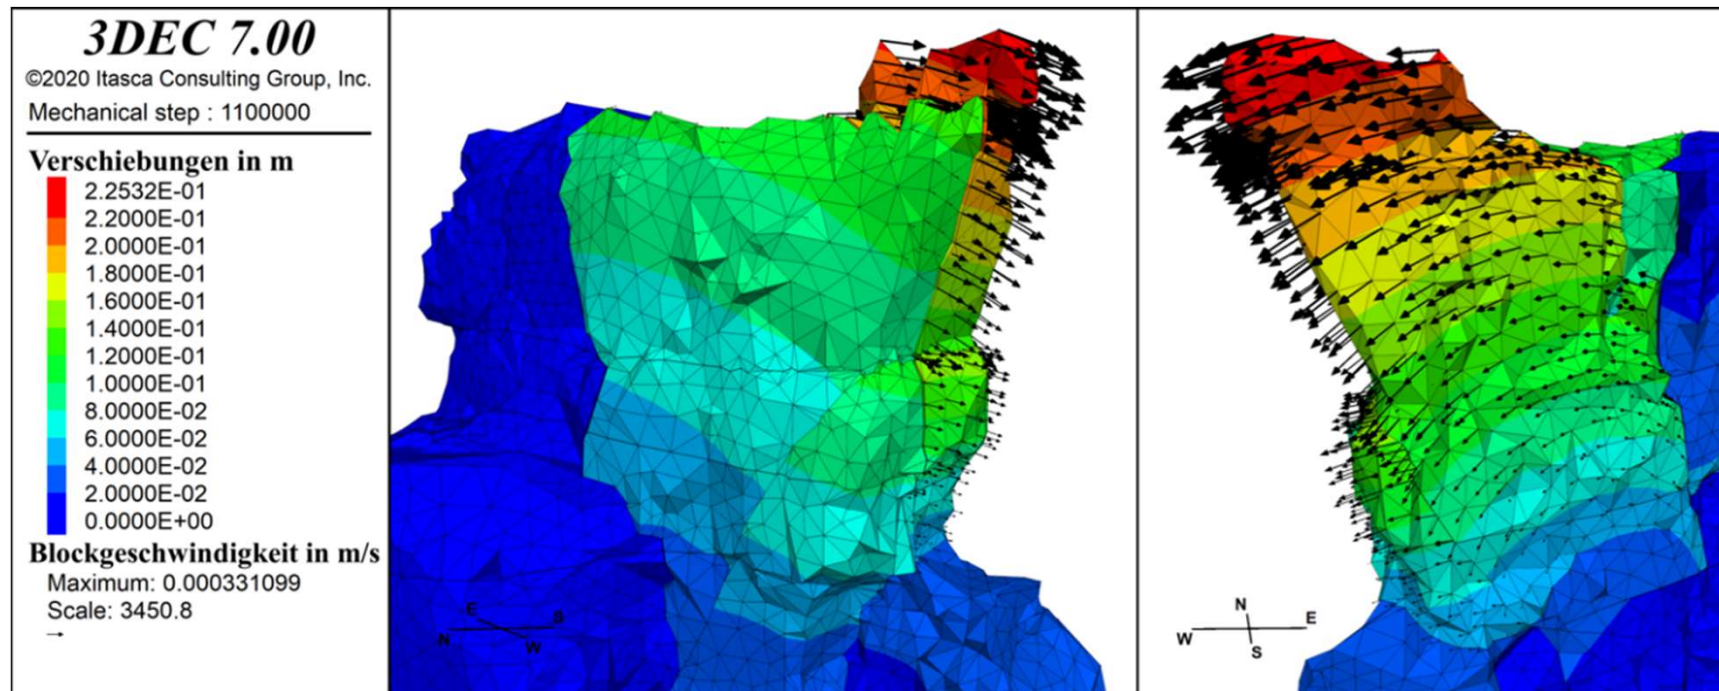 3DEC 7.00
©2020 Itasca Consulting Group, Inc.
Mechanical step : 1100000
Verschiebungen in m
2.2532E-01
2.2000E-01
2.0000E-01
1.8000E-01
1.6000E-01
1.4000E-01
1.2000E-01
1.0000E-01
8.0000E-02
6.0000E-02
4.0000E-02
2.0000E-02
0.0000E+00
Blockgeschwindigkeit in m/s
Maximum: 0.000331099
Scale: 3450.8
E
S
N
W
N
E
W
S